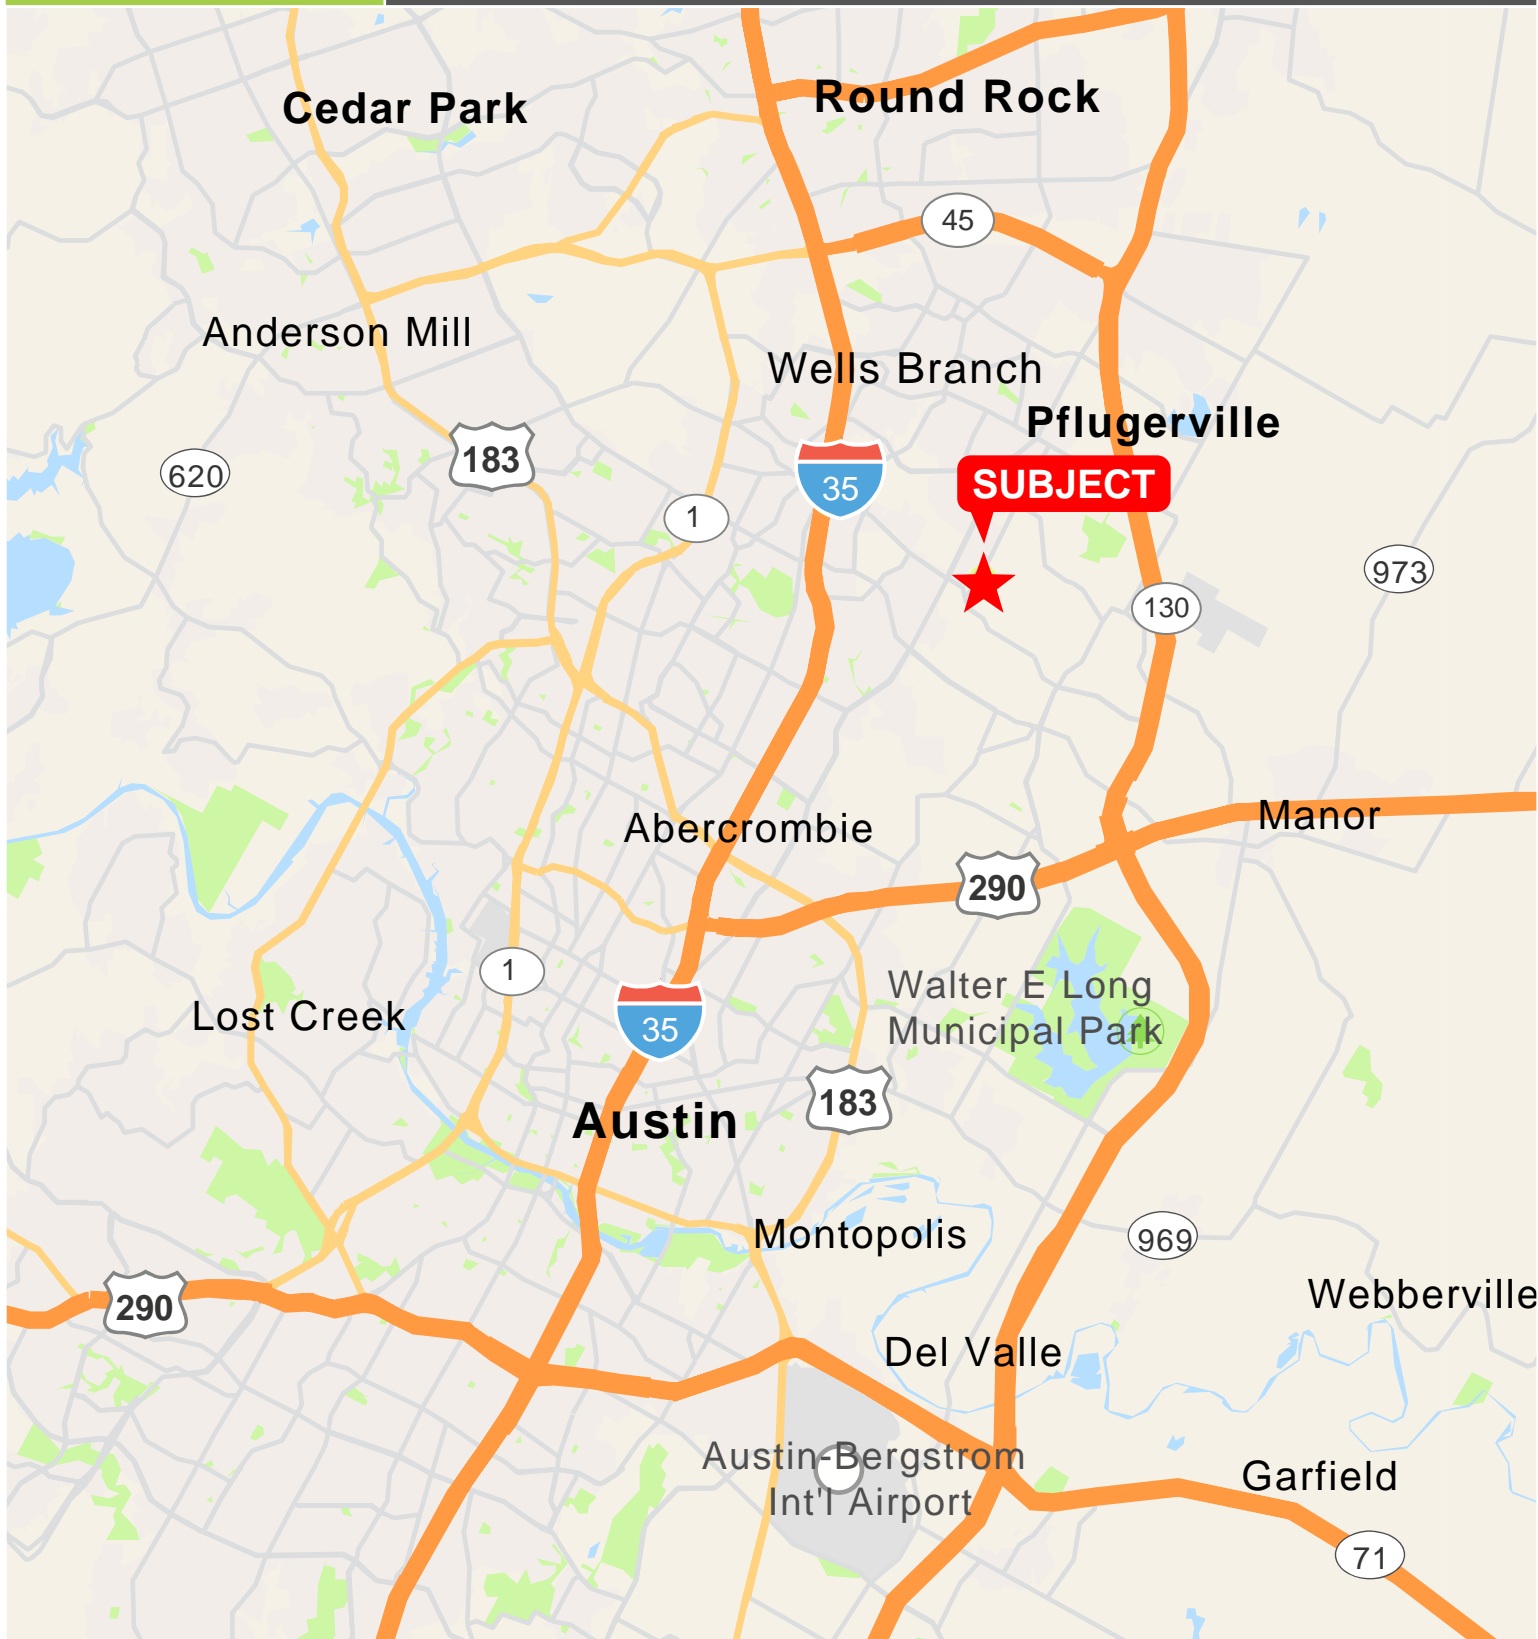 Cedar Park
Round Rock
45
Anderson Mill
Wells Branch
Pflugerville
183
620
35
SUBJECT
1
973
130
Manor
Abercrombie
290
1
Walter E Long
Municipal Park
Lost Creek
35
183
Austin
Montopolis
969
290
Webberville
Del Valle
Austin-Bergstrom
Int'l Airport
Garfield
71